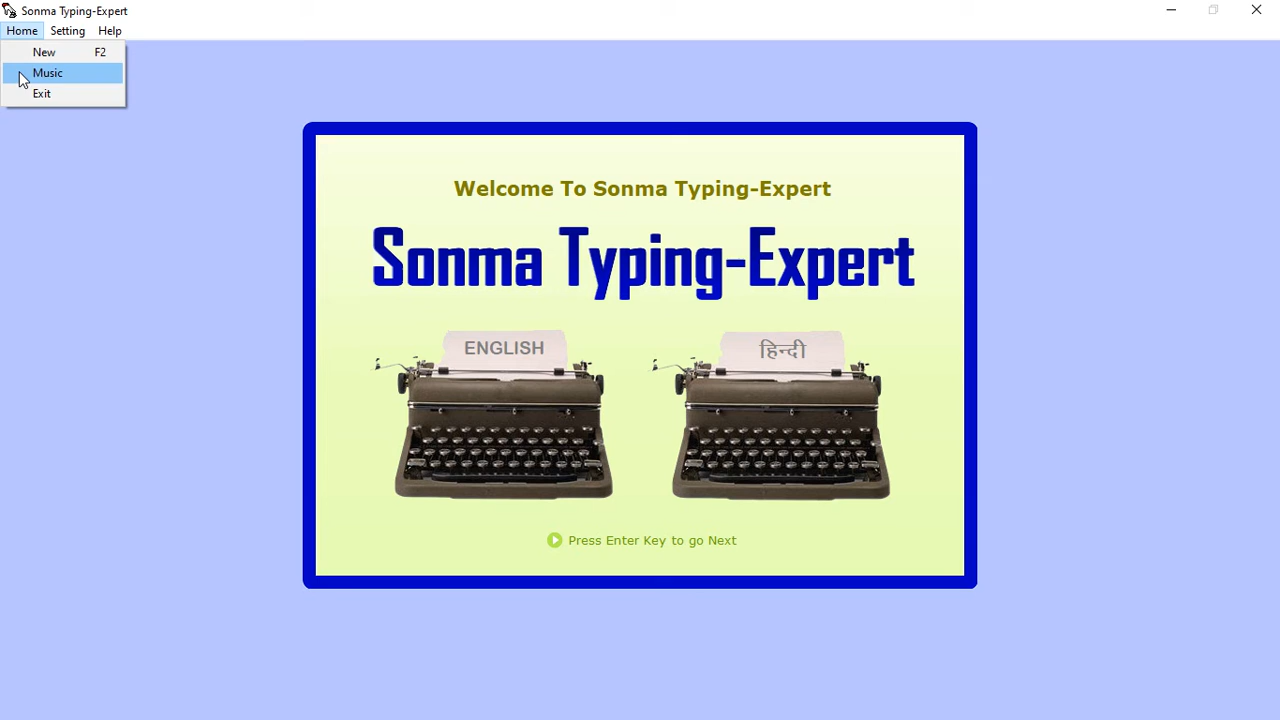 Sonma Typing-Expert
Home Setting Help
New F2
Music
Exit
Welcome To Sonma Typing-Expert
Sonma Typing-Expert
ENGLISH
हिन्दी
Press Enter Key to go Next